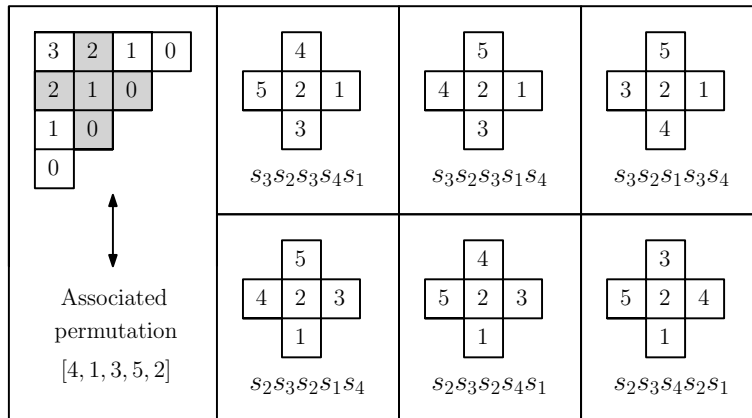 3 2 1 0
2 1 0
1 0
0
Associated
permutation
[4, 1, 3, 5, 2]
4
5 2 1
3
s₃s₂s₃s₄s₁
5
4 2 1
3
s₃s₂s₃s₁s₄
5
3 2 1
4
s₃s₂s₁s₃s₄
5
4 2 3
1
s₂s₃s₂s₁s₄
4
5 2 3
1
s₂s₃s₂s₄s₁
3
5 2 4
1
s₂s₃s₄s₂s₁